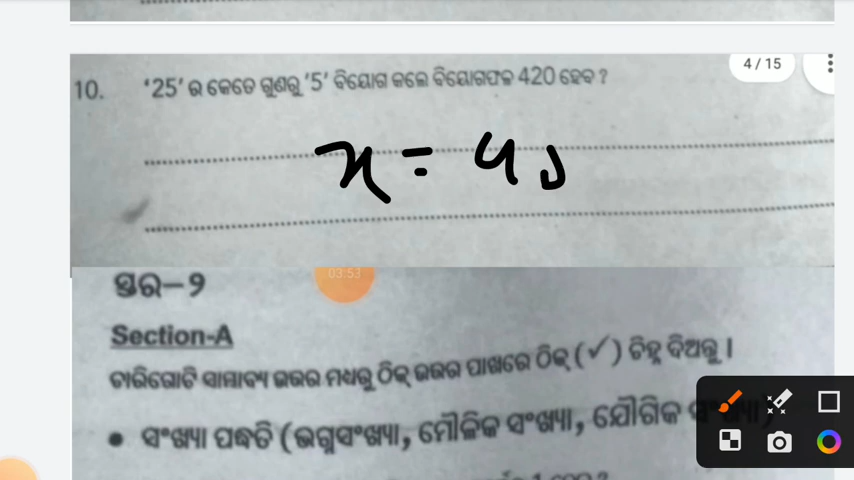 4 / 15
10. '25' ର କେତେ ଗୁଣରୁ '5' ବିୟୋଗ କଲେ ବିୟୋଗଫଳ 420 ହେବ ?
x =
03:53
ସ୍ତର–୨
Section-A
ଚାରିଗୋଟି ସମ୍ଭାବ୍ୟ ଉତ୍ତର ମଧ୍ୟରୁ ଠିକ୍ ଉତ୍ତର ପାଖରେ ଠିକ୍ (✓) ଚିହ୍ନ ଦିଅନ୍ତୁ ।
• ସଂଖ୍ୟା ପଦ୍ଧତି (ଭଗ୍ନସଂଖ୍ୟା, ମୌଳିକ ସଂଖ୍ୟା, ଯୌଗିକ ସଂଖ୍ୟା)